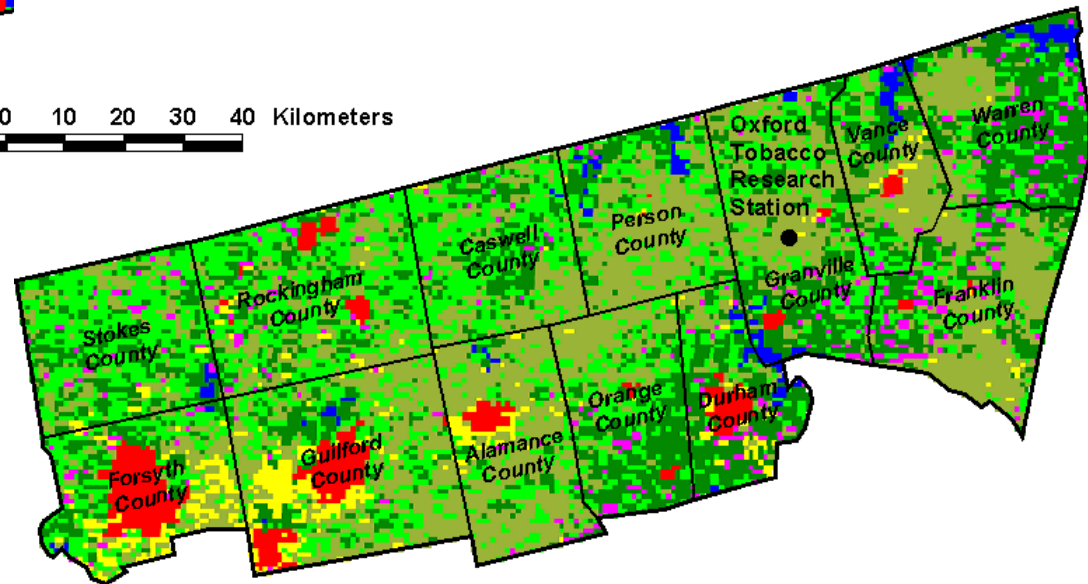 0 10 20 30 40 Kilometers
Oxford
Tobacco
Research
Station
Vance
County
Warren
County
Person
County
Caswell
County
Granville
County
Franklin
County
Rockingham
County
Stokes
County
Orange
County
Durham
County
Guilford
County
Alamance
County
Forsyth
County